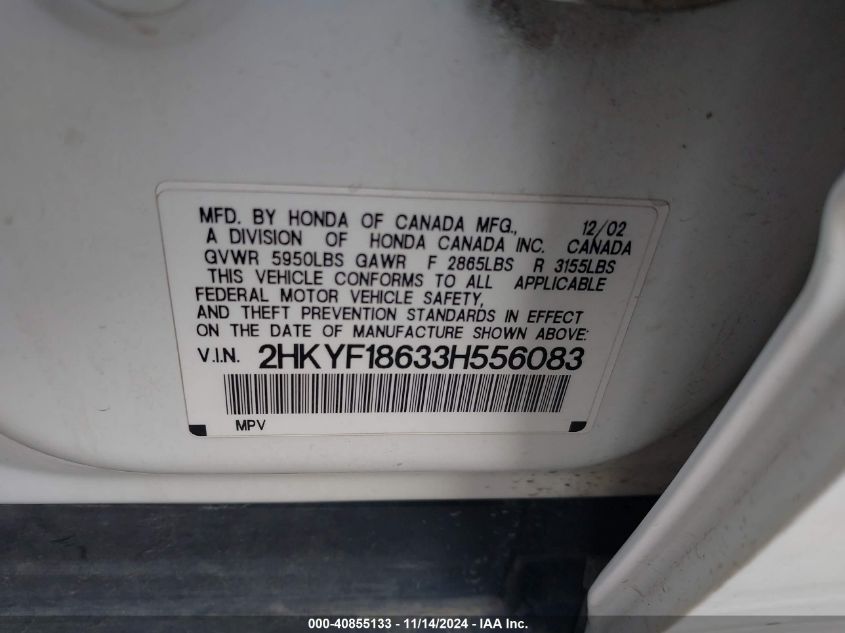 MFD. BY HONDA OF CANADA MFG., 12/02
A DIVISION OF HONDA CANADA INC. CANADA
GVWR 5950LBS GAWR F 2865LBS R 3155LBS
THIS VEHICLE CONFORMS TO ALL APPLICABLE
FEDERAL MOTOR VEHICLE SAFETY,
AND THEFT PREVENTION STANDARDS IN EFFECT
ON THE DATE OF MANUFACTURE SHOWN ABOVE:
V.I.N. 2HKYF18633H556083
MPV
000-40855133 - 11/14/2024 - IAA Inc.